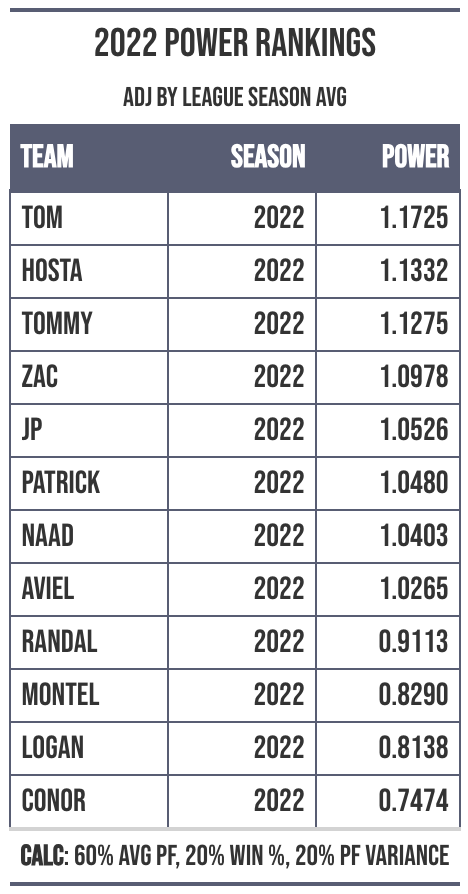 2022 POWER RANKINGS
ADJ BY LEAGUE SEASON AVG
TEAM SEASON POWER
TOM 2022 1.1725
HOSTA 2022 1.1332
TOMMY 2022 1.1275
ZAC 2022 1.0978
JP 2022 1.0526
PATRICK 2022 1.0480
NAAD 2022 1.0403
AVIEL 2022 1.0265
RANDAL 2022 0.9113
MONTEL 2022 0.8290
LOGAN 2022 0.8138
CONOR 2022 0.7474
CALC: 60% AVG PF, 20% WIN %, 20% PF VARIANCE